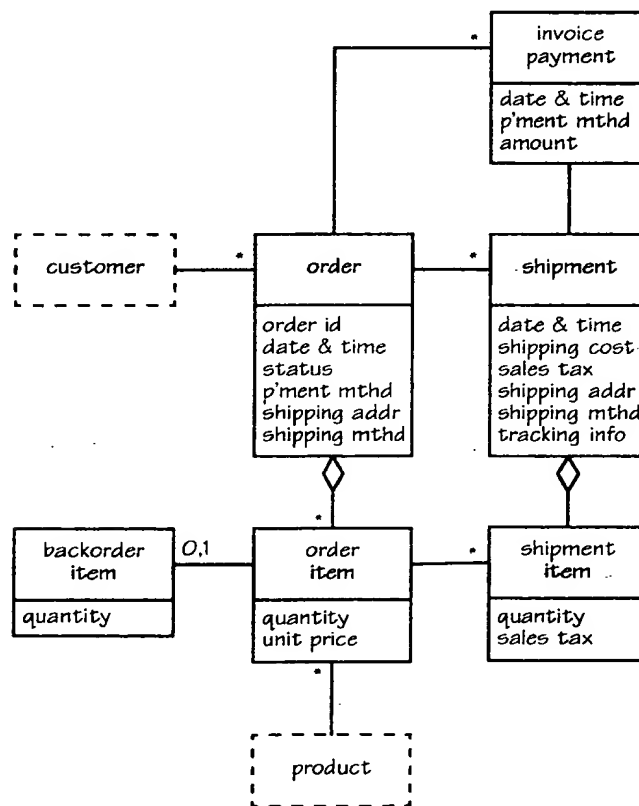 *
invoice
payment
date & time
p'ment mthd
amount
customer
*
order
*
shipment
order id
date & time
status
p'ment mthd
shipping addr
shipping mthd
date & time
shipping cost
sales tax
shipping addr
shipping mthd
tracking info
*
backorder
item
0,1
order
item
*
shipment
item
quantity
quantity
unit price
quantity
sales tax
*
product